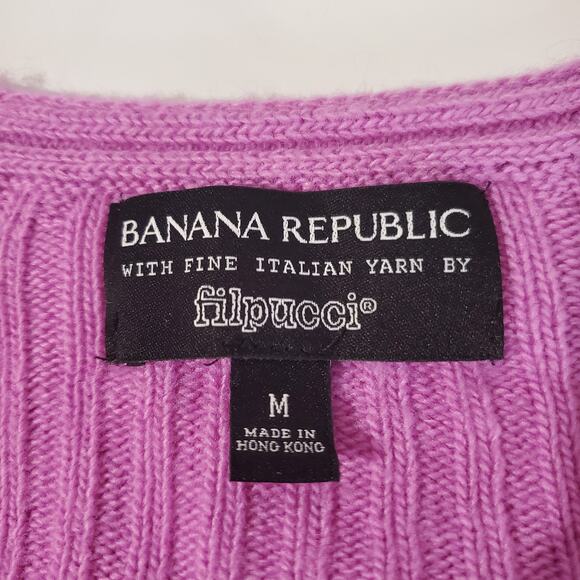 BANANA REPUBLIC
WITH FINE ITALIAN YARN BY
filpucci®
M
MADE IN
HONG KONG